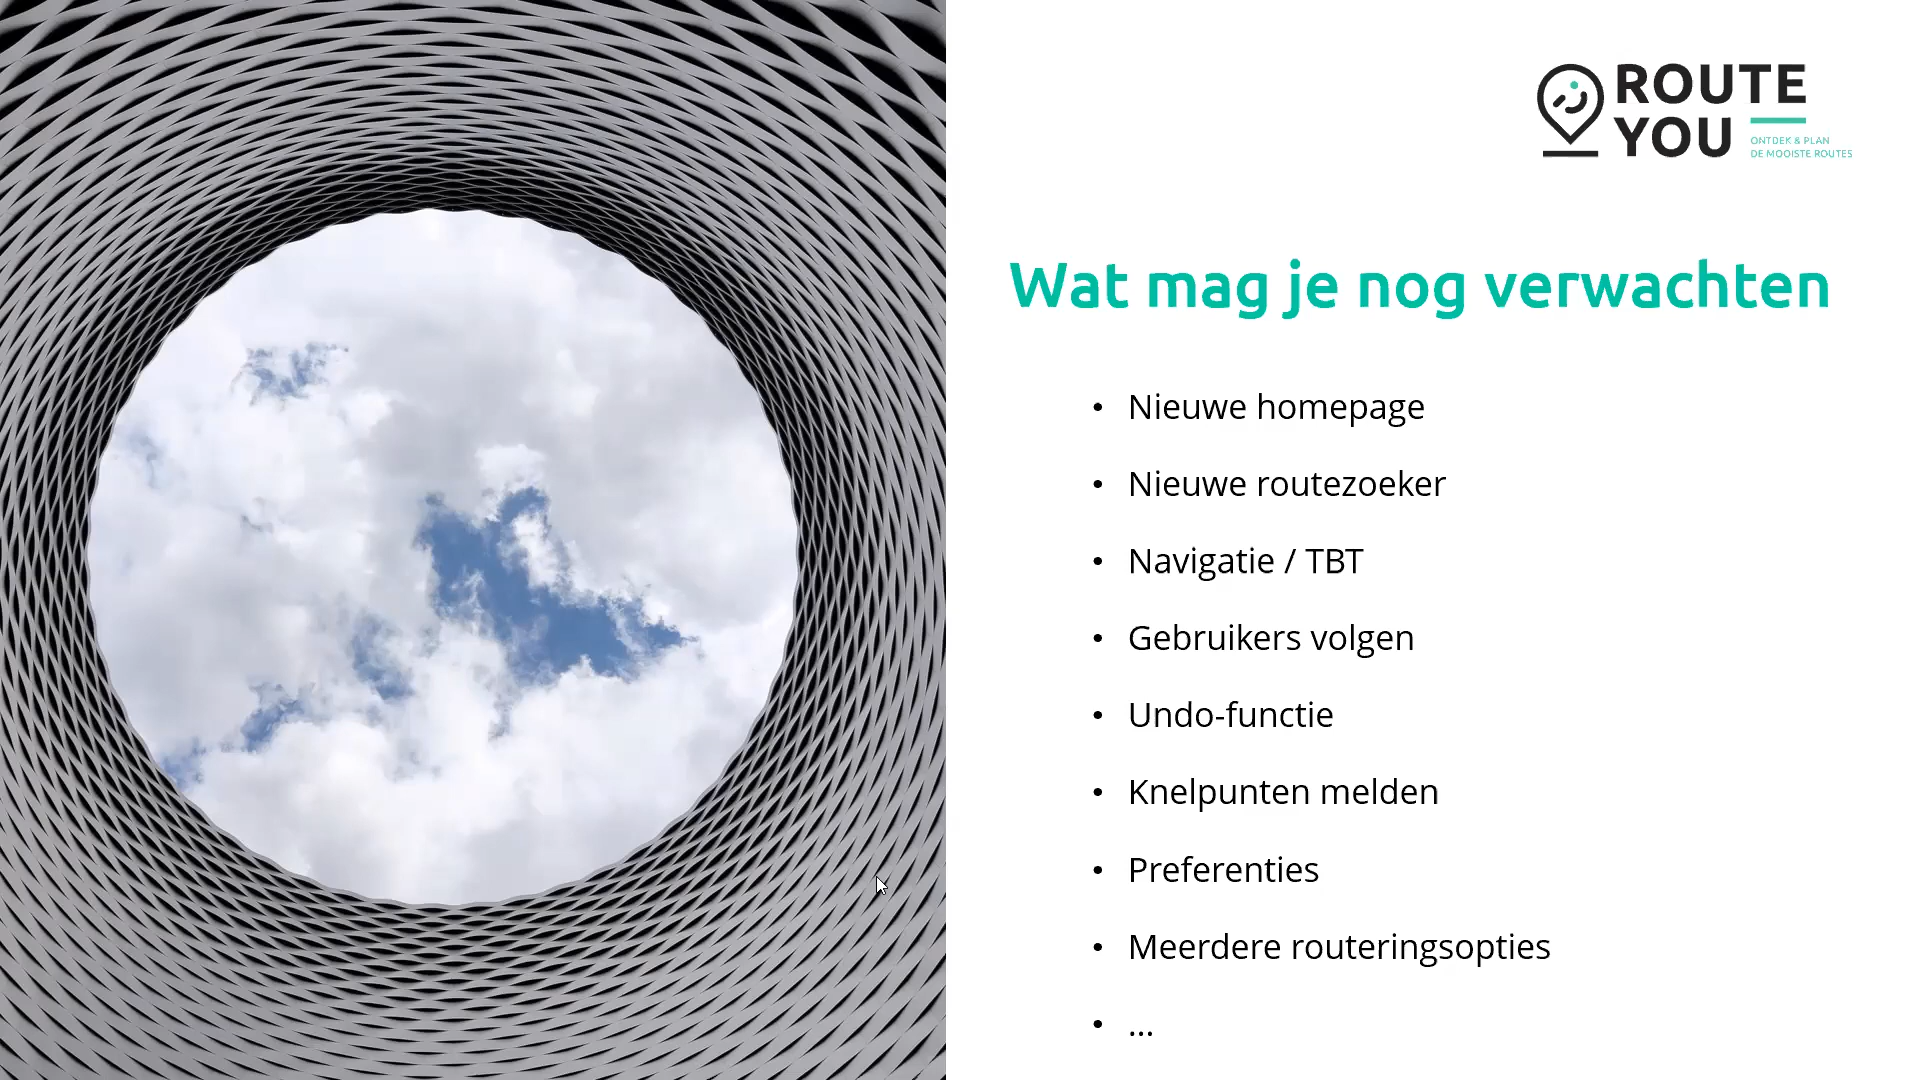 ROUTE
YOU
ONTDEK & PLAN
DE MOOISTE ROUTES
Wat mag je nog verwachten
• Nieuwe homepage
• Nieuwe routezoeker
• Navigatie / TBT
• Gebruikers volgen
• Undo-functie
• Knelpunten melden
• Preferenties
• Meerdere routeringsopties
• ...